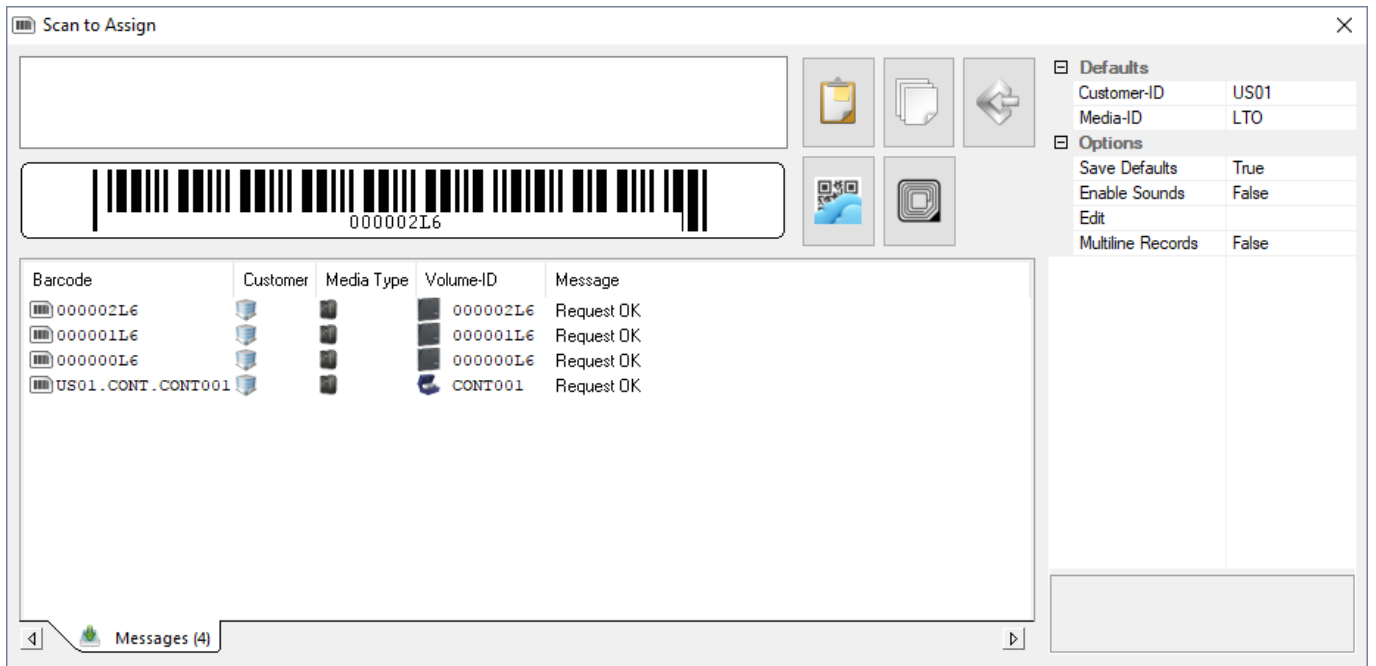 Scan to Assign
000002L6
Barcode Customer Media Type Volume-ID Message
000002L6 000002L6 Request OK
000001L6 000001L6 Request OK
000000L6 000000L6 Request OK
US01.CONT.CONT001 CONT001 Request OK
Messages (4)
Defaults
Customer-ID US01
Media-ID LTO
Options
Save Defaults True
Enable Sounds False
Edit
Multiline Records False